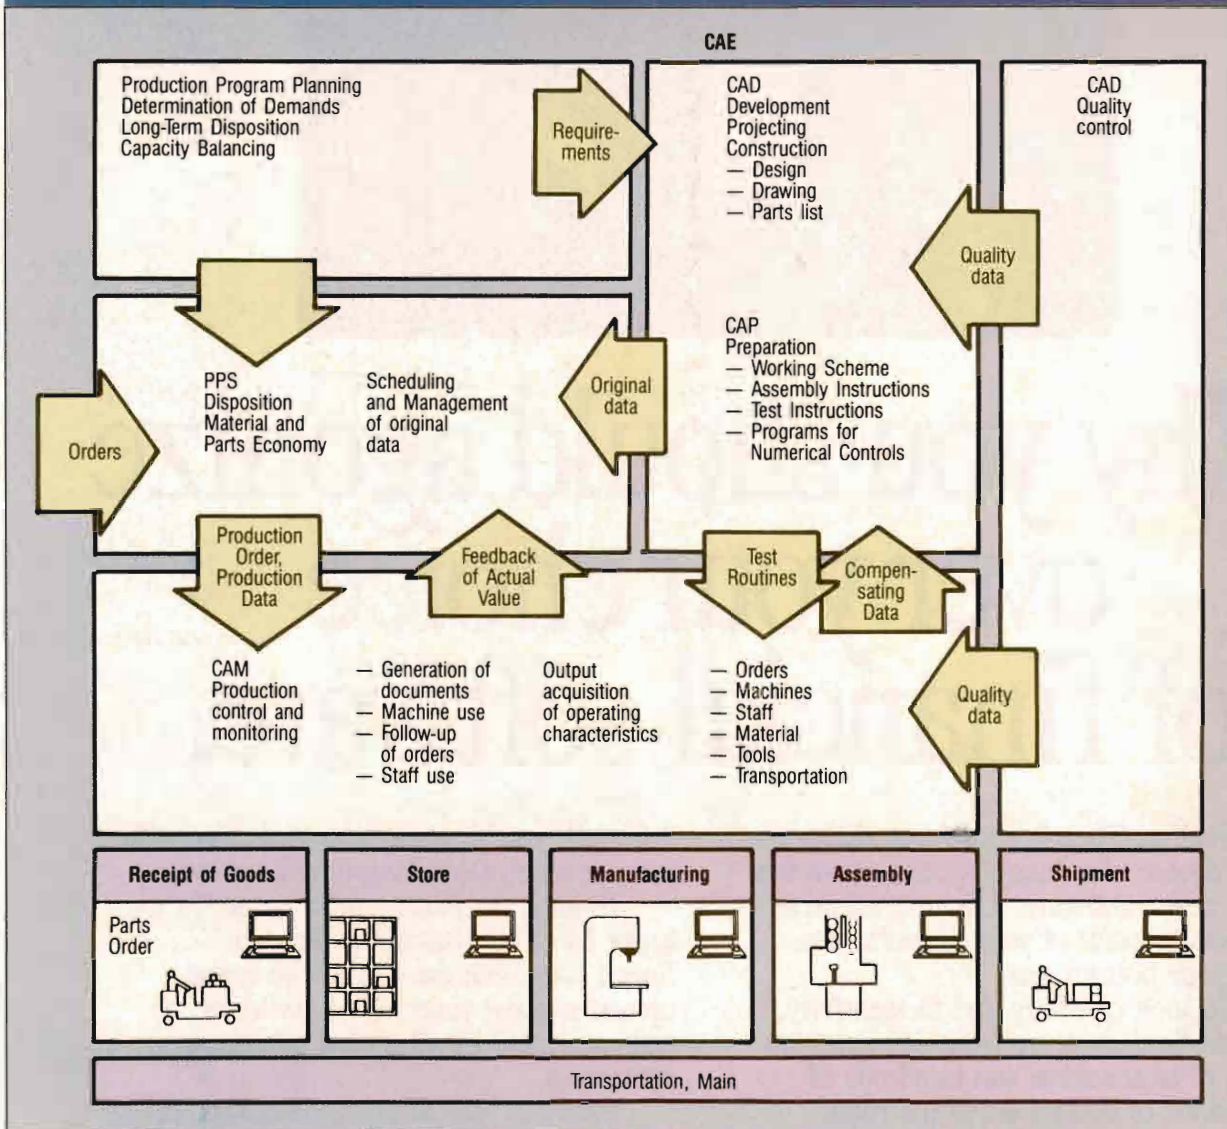 CAE
Production Program Planning
Determination of Demands
Long-Term Disposition
Capacity Balancing
Require-
ments
CAD
Development
Projecting
Construction
— Design
— Drawing
— Parts list
CAD
Quality
control
Quality
data
CAP
Preparation
— Working Scheme
— Assembly Instructions
— Test Instructions
— Programs for
Numerical Controls
Orders
PPS
Disposition
Material and
Parts Economy
Scheduling
and Management
of original
data
Original
data
Production
Order,
Production
Data
Feedback
of Actual
Value
Test
Routines
Compen-
sating
Data
CAM
Production
control and
monitoring
— Generation of
documents
— Machine use
— Follow-up
of orders
— Staff use
Output
acquisition
of operating
characteristics
— Orders
— Machines
— Staff
— Material
— Tools
— Transportation
Quality
data
Receipt of Goods
Parts
Order
Store
Manufacturing
Assembly
Shipment
Transportation, Main